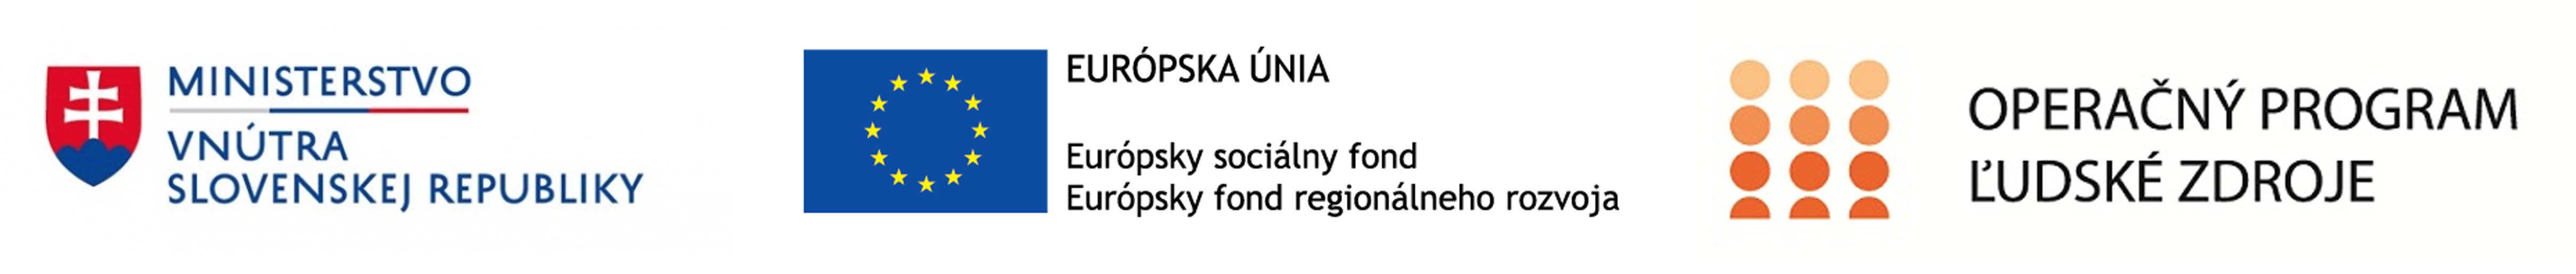 MINISTERSTVO
VNÚTRA
SLOVENSKEJ REPUBLIKY
EURÓPSKA ÚNIA
Európsky sociálny fond
Európsky fond regionálneho rozvoja
OPERAČNÝ PROGRAM
ĽUDSKÉ ZDROJE